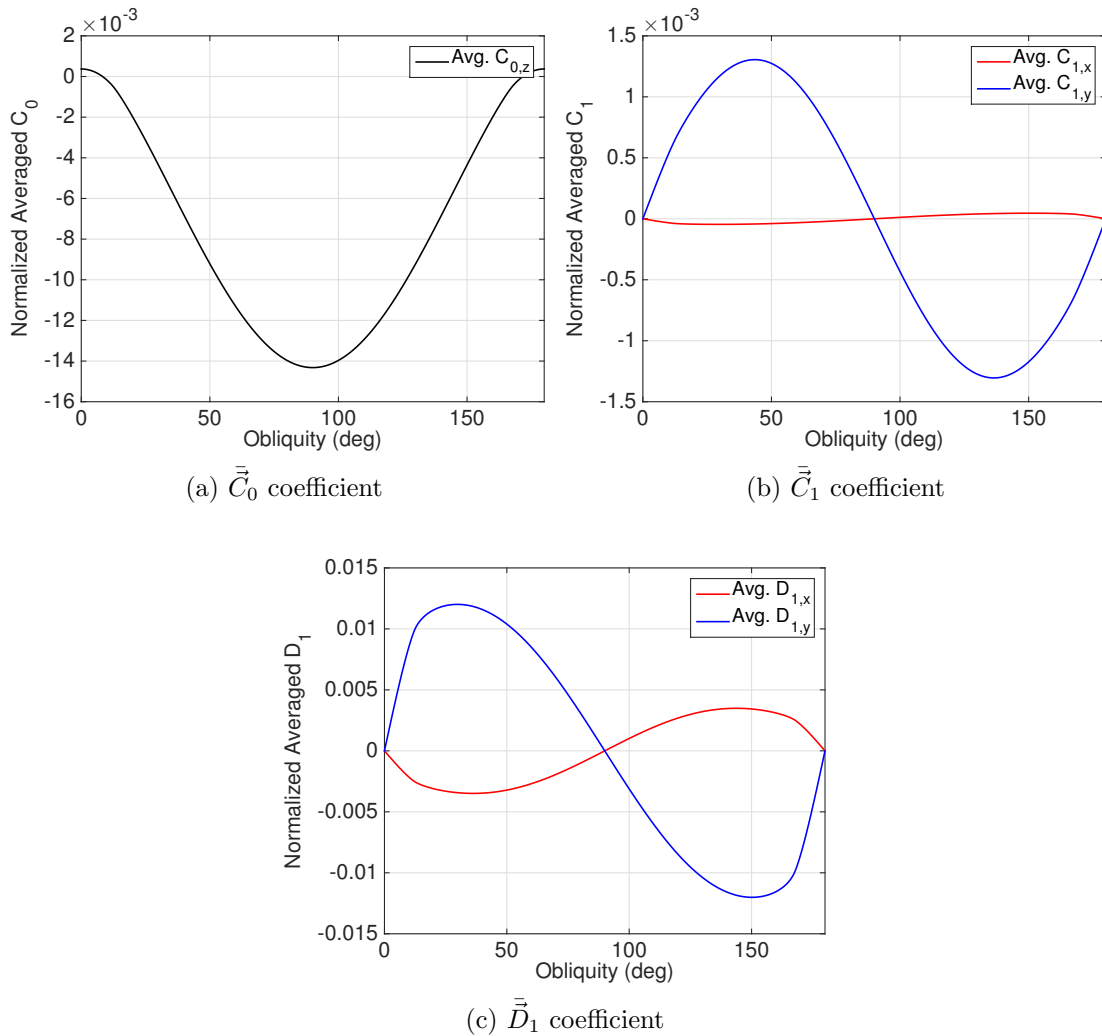 ×10⁻³
2
0
-2
-4
-6
-8
-10
-12
-14
-16
0 50 100 150
Normalized Averaged C₀
Obliquity (deg)
Avg. C₀,z
(a) C̄⃗₀ coefficient
×10⁻³
1.5
1
0.5
0
-0.5
-1
-1.5
0 50 100 150
Normalized Averaged C₁
Obliquity (deg)
Avg. C₁,x
Avg. C₁,y
(b) C̄⃗₁ coefficient
0.015
0.01
0.005
0
-0.005
-0.01
-0.015
0 50 100 150
Normalized Averaged D₁
Obliquity (deg)
Avg. D₁,x
Avg. D₁,y
(c) D̄⃗₁ coefficient